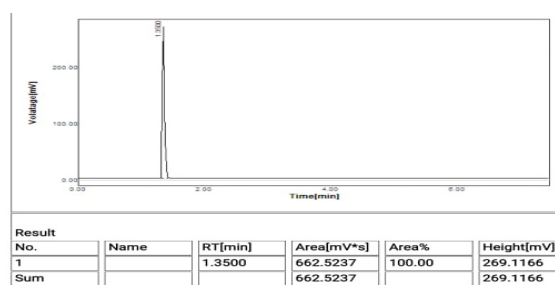 1.3500
Volatage[mV]
200.00
100.00
0.00
0.00 2.00 4.00 6.00
Time[min]
Result
No. Name RT[min] Area[mV*s] Area% Height[mV]
1 1.3500 662.5237 100.00 269.1166
Sum 662.5237 269.1166